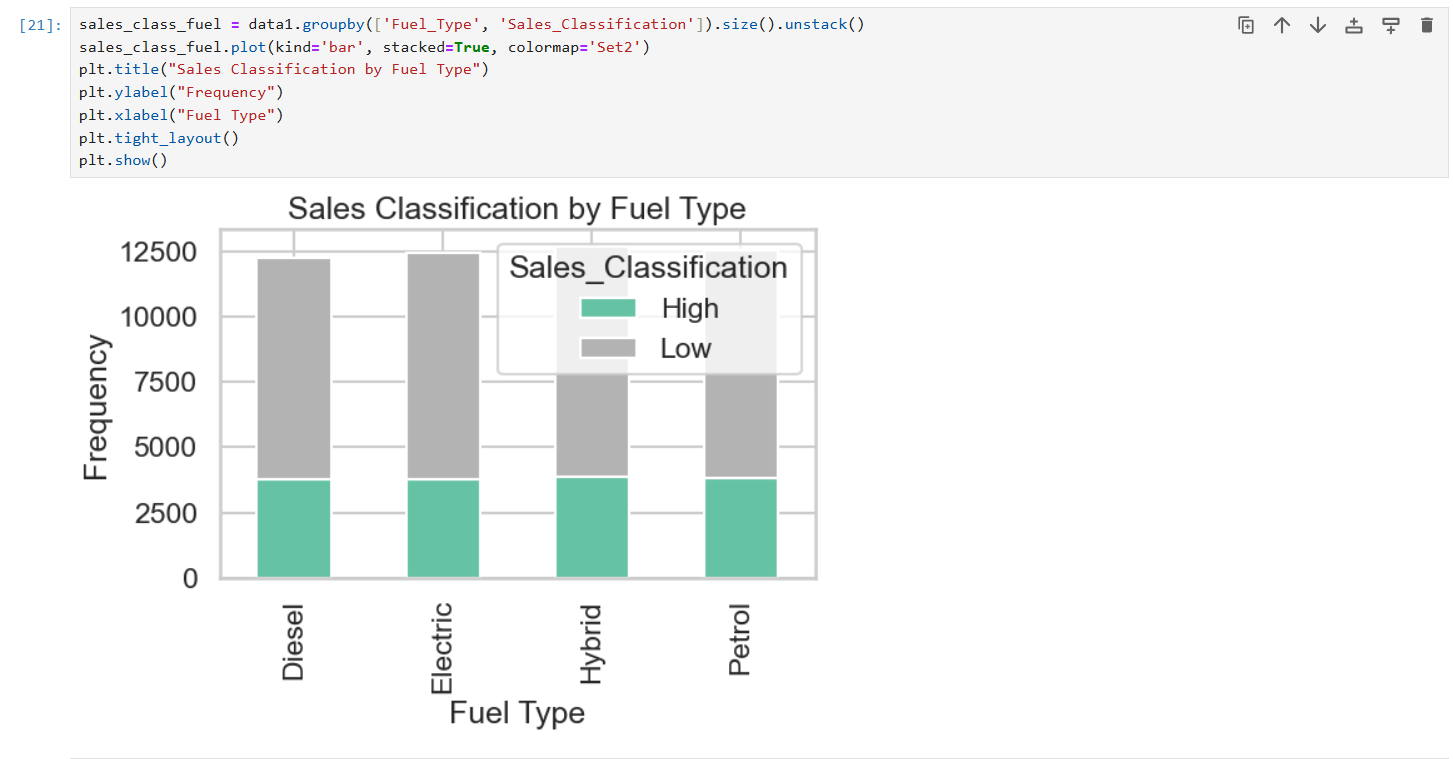 [21]:
sales_class_fuel = data1.groupby(['Fuel_Type', 'Sales_Classification']).size().unstack()
sales_class_fuel.plot(kind='bar', stacked=True, colormap='Set2')
plt.title("Sales Classification by Fuel Type")
plt.ylabel("Frequency")
plt.xlabel("Fuel Type")
plt.tight_layout()
plt.show()
Sales Classification by Fuel Type
Sales_Classification
High
Low
12500
10000
7500
5000
2500
0
Frequency
Diesel
Electric
Hybrid
Petrol
Fuel Type